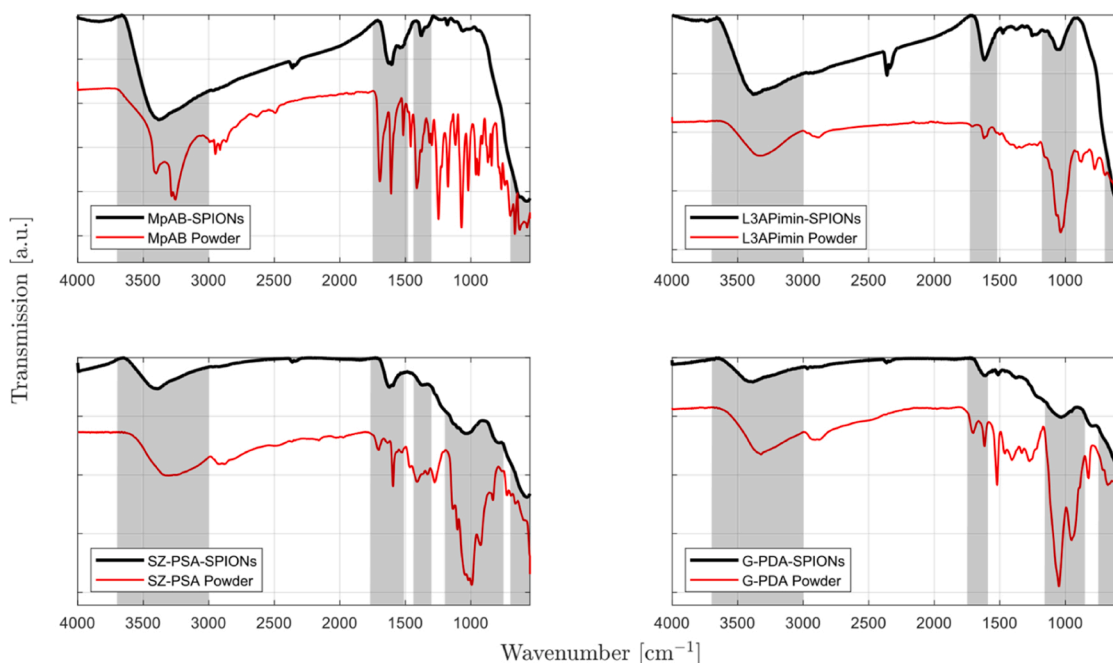 MpAB-SPIONs
MpAB Powder
4000 3500 3000 2500 2000 1500 1000
L3APimin-SPIONs
L3APimin Powder
4000 3500 3000 2500 2000 1500 1000
Transmission [a.u.]
SZ-PSA-SPIONs
SZ-PSA Powder
4000 3500 3000 2500 2000 1500 1000
G-PDA-SPIONs
G-PDA Powder
4000 3500 3000 2500 2000 1500 1000
Wavenumber [cm⁻¹]